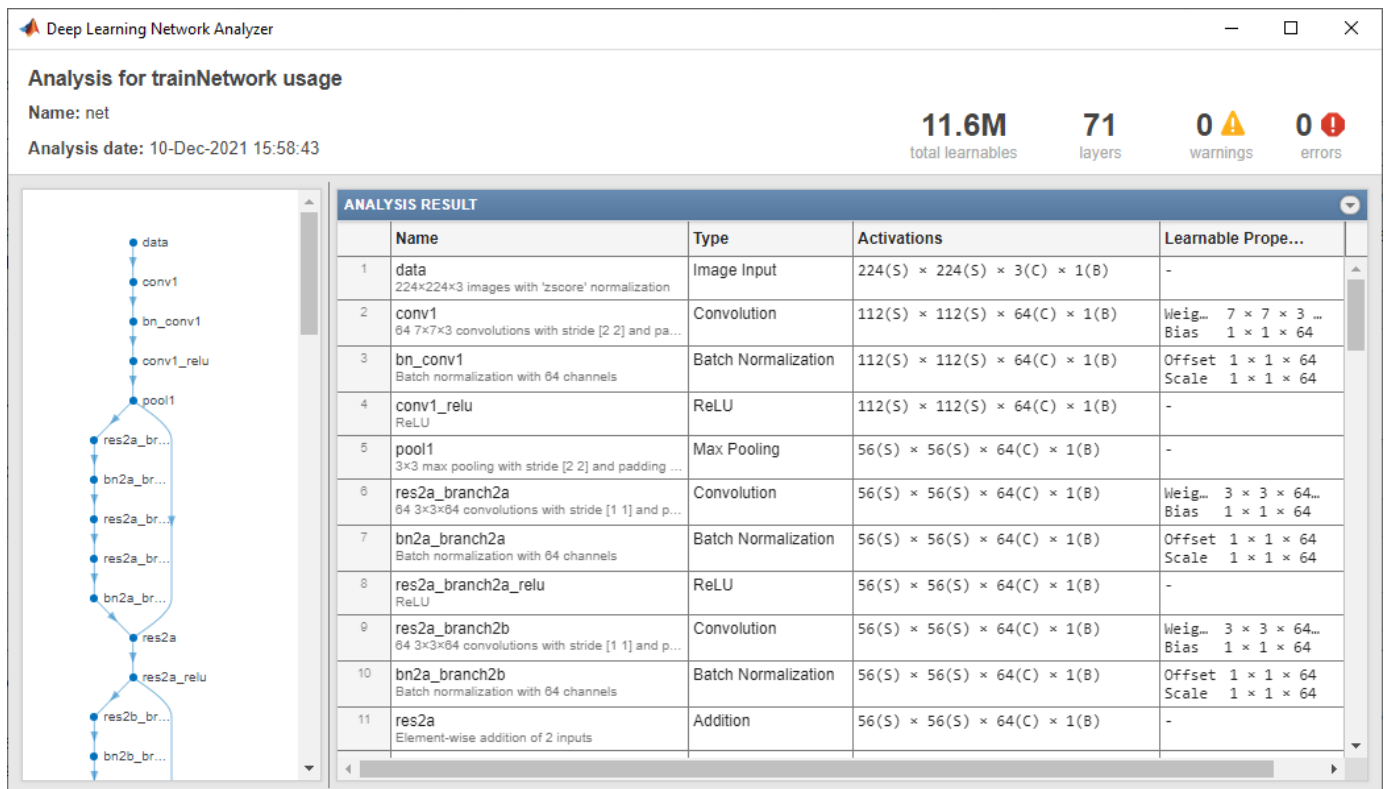 Deep Learning Network Analyzer
Analysis for trainNetwork usage
Name: net
Analysis date: 10-Dec-2021 15:58:43
11.6M 71 0 0
total learnables layers warnings errors
data
conv1
bn_conv1
conv1_relu
pool1
res2a_br...
bn2a_br...
res2a_br...
res2a_br...
bn2a_br...
res2a
res2a_relu
res2b_br...
bn2b_br...
ANALYSIS RESULT
Name Type Activations Learnable Prope...
1 data Image Input 224(S) × 224(S) × 3(C) × 1(B) -
224×224×3 images with 'zscore' normalization
2 conv1 Convolution 112(S) × 112(S) × 64(C) × 1(B) Weig… 7 × 7 × 3 …
64 7×7×3 convolutions with stride [2 2] and pa... Bias 1 × 1 × 64
3 bn_conv1 Batch Normalization 112(S) × 112(S) × 64(C) × 1(B) Offset 1 × 1 × 64
Batch normalization with 64 channels Scale 1 × 1 × 64
4 conv1_relu ReLU 112(S) × 112(S) × 64(C) × 1(B) -
ReLU
5 pool1 Max Pooling 56(S) × 56(S) × 64(C) × 1(B) -
3×3 max pooling with stride [2 2] and padding ...
6 res2a_branch2a Convolution 56(S) × 56(S) × 64(C) × 1(B) Weig… 3 × 3 × 64…
64 3×3×64 convolutions with stride [1 1] and p... Bias 1 × 1 × 64
7 bn2a_branch2a Batch Normalization 56(S) × 56(S) × 64(C) × 1(B) Offset 1 × 1 × 64
Batch normalization with 64 channels Scale 1 × 1 × 64
8 res2a_branch2a_relu ReLU 56(S) × 56(S) × 64(C) × 1(B) -
ReLU
9 res2a_branch2b Convolution 56(S) × 56(S) × 64(C) × 1(B) Weig… 3 × 3 × 64…
64 3×3×64 convolutions with stride [1 1] and p... Bias 1 × 1 × 64
10 bn2a_branch2b Batch Normalization 56(S) × 56(S) × 64(C) × 1(B) Offset 1 × 1 × 64
Batch normalization with 64 channels Scale 1 × 1 × 64
11 res2a Addition 56(S) × 56(S) × 64(C) × 1(B) -
Element-wise addition of 2 inputs